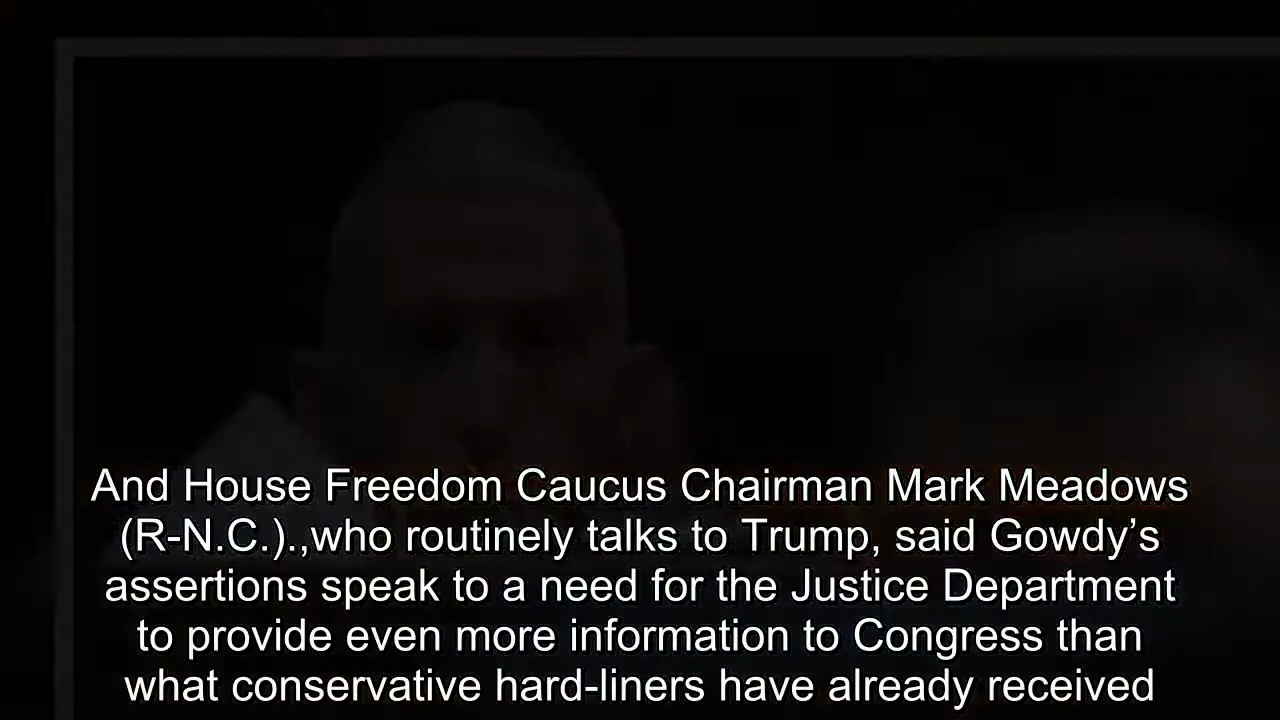 And House Freedom Caucus Chairman Mark Meadows
(R-N.C.).,who routinely talks to Trump, said Gowdy’s
assertions speak to a need for the Justice Department
to provide even more information to Congress than
what conservative hard-liners have already received